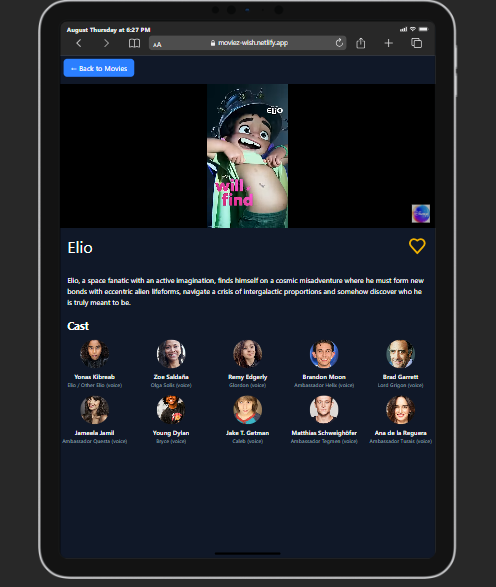 August Thursday at 6:27 PM
AA
moviez-wish.netlify.app
← Back to Movies
ELIO
will
find
Elio
Elio, a space fanatic with an active imagination, finds himself on a cosmic misadventure where he must form new
bonds with eccentric alien lifeforms, navigate a crisis of intergalactic proportions and somehow discover who he
is truly meant to be.
Cast
Yonas Kibreab
Elio / Other Elio (voice)
Zoe Saldaña
Olga Solís (voice)
Remy Edgerly
Glordon (voice)
Brandon Moon
Ambassador Helix (voice)
Brad Garrett
Lord Grigon (voice)
Jameela Jamil
Ambassador Questa (voice)
Young Dylan
Bryce (voice)
Jake T. Getman
Caleb (voice)
Matthias Schweighöfer
Ambassador Tegmen (voice)
Ana de la Reguera
Ambassador Turais (voice)